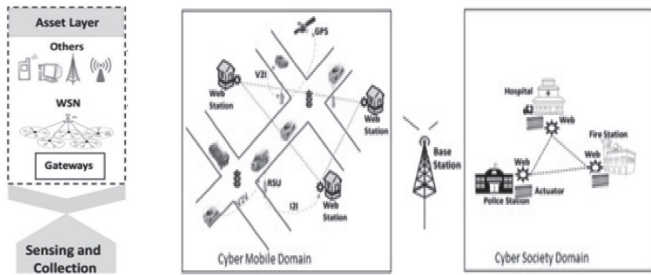 Asset Layer
Others
WSN
Gateways
Sensing and
Collection
GPS
V2I
Web
Station
Web
Station
RSU
V2V
I2I
Web
Station
Cyber Mobile Domain
Base
Station
Hospital
Web
Fire Station
Web
Web
Actuator
Police Station
Cyber Society Domain